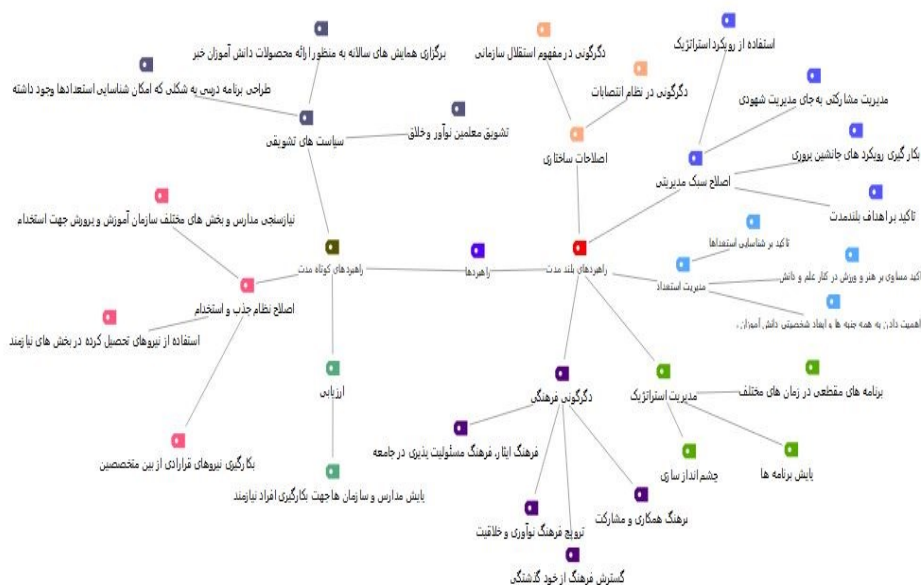 برگزاری همایش های سالانه به منظور ارائه محصولات دانش آموزان خبر
دگرگونی در مفهوم استقلال سازمانی
استفاده از رویکرد استراتژیک
طراحی برنامه درسی به شکلی که امکان شناسایی استعدادها وجود داشته
دگرگونی در نظام انتصابات
مدیریت مشارکتی به جای مدیریت شهودی
تشویق معلمین نوآور و خلاق
سیاست های تشویقی
اصلاحات ساختاری
بکار گیری رویکرد های جانشین پروری
اصلاح سبک مدیریتی
تاکید بر اهداف بلندمدت
نیازسنجی مدارس و بخش های مختلف سازمان آموزش و پرورش جهت استخدام
تاکید بر شناسایی استعدادها
راهبردهای کوتاه مدت
راهبردها
راهبردهای بلند مدت
مدیریت استعداد
اکید مساوی بر هنر و ورزش در کنار علم و دانش
اصلاح نظام جذب و استخدام
اهمیت دادن به همه جنبه ها و ابعاد شخصیتی دانش آموزان
استفاده از نیروهای تحصیل کرده در بخش های نیازمند
ارزیابی
دگرگونی فرهنگی
مدیریت استراتژیک
برنامه های مقطعی در زمان های مختلف
بکارگیری نیروهای قرارادی از بین متخصصین
فرهنگ ایثار، فرهنگ مسئولیت پذیری در جامعه
چشم انداز سازی
پایش برنامه ها
پایش مدارس و سازمان ها جهت بکارگیری افراد نیازمند
ترویج فرهنگ نوآوری و خلاقیت
فرهنگ همکاری و مشارکت
گسترش فرهنگ از خود گذشتگی